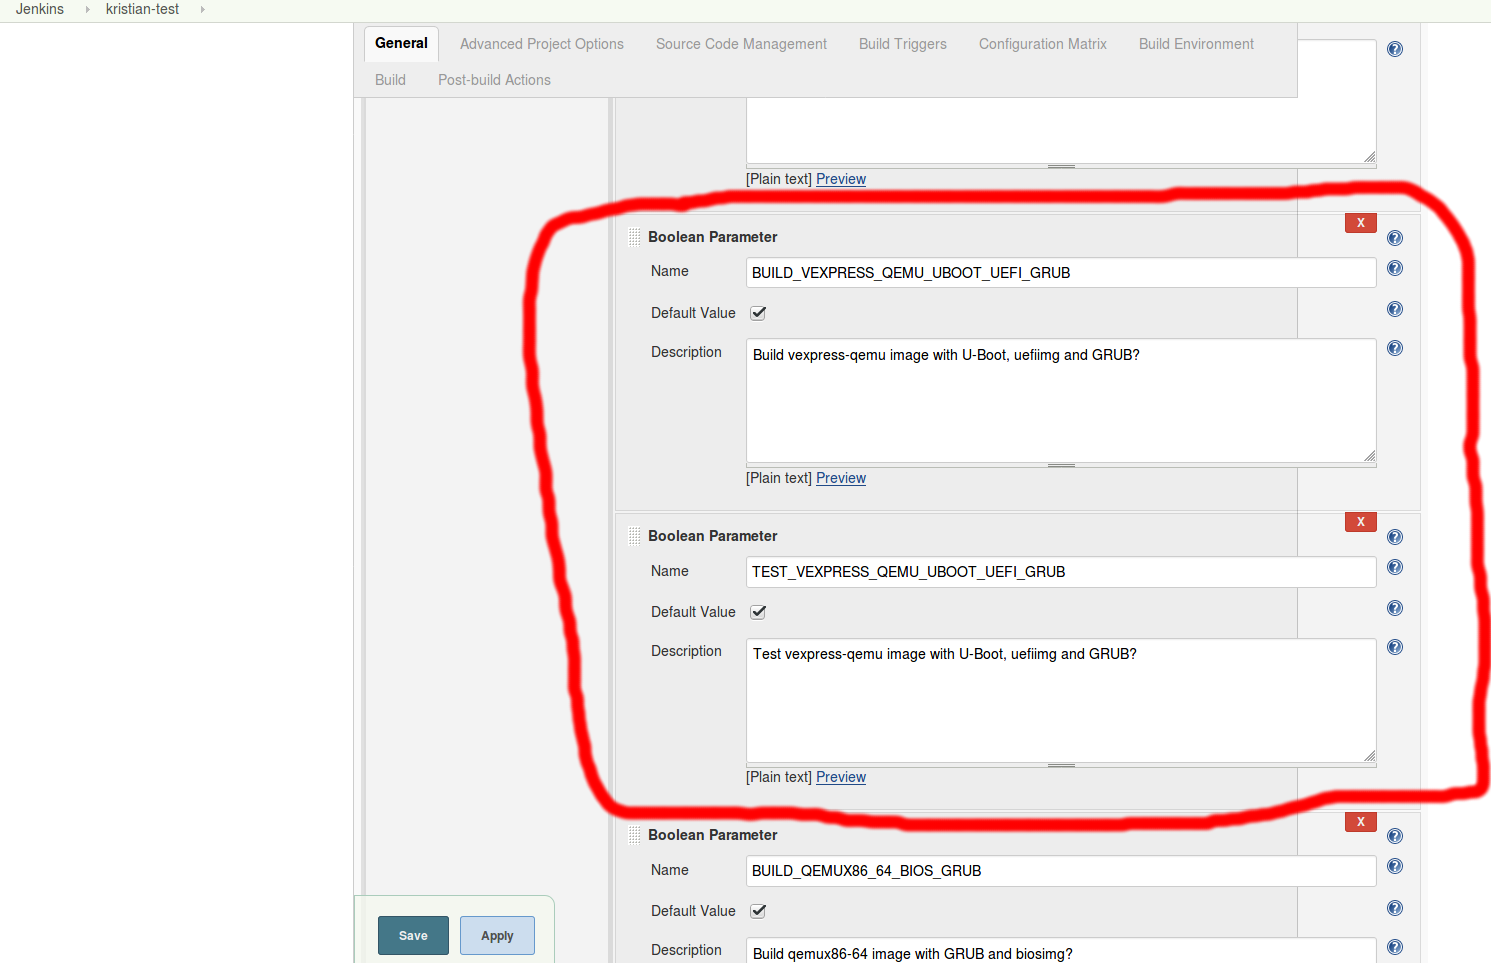 Jenkins kristian-test
General Advanced Project Options Source Code Management Build Triggers Configuration Matrix Build Environment
Build Post-build Actions
[Plain text] Preview
X
Boolean Parameter
Name BUILD_VEXPRESS_QEMU_UBOOT_UEFI_GRUB
Default Value
Description Build vexpress-qemu image with U-Boot, uefiimg and GRUB?
[Plain text] Preview
X
Boolean Parameter
Name TEST_VEXPRESS_QEMU_UBOOT_UEFI_GRUB
Default Value
Description Test vexpress-qemu image with U-Boot, uefiimg and GRUB?
[Plain text] Preview
X
Boolean Parameter
Name BUILD_QEMUX86_64_BIOS_GRUB
Default Value
Save Apply
Description Build qemux86-64 image with GRUB and biosimg?